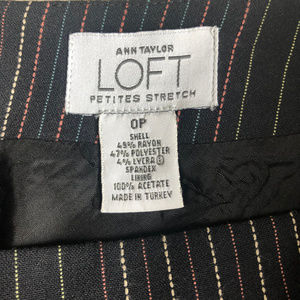 ANN TAYLOR
LOFT
PETITES STRETCH
OP
SHELL
49% RAYON
47% POLYESTER
4% LYCRA®
SPANDEX
LINING
100% ACETATE
MADE IN TURKEY